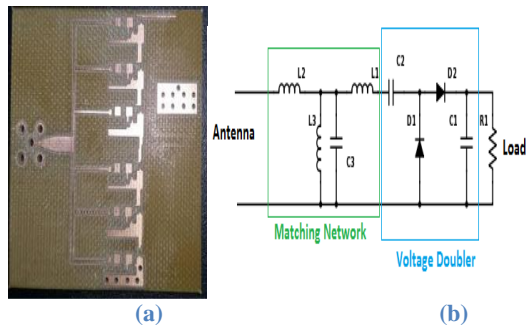 L2
L1
C2
D2
L3
C3
D1
C1
R1
Antenna
Load
Matching Network
Voltage Doubler
(a)
(b)